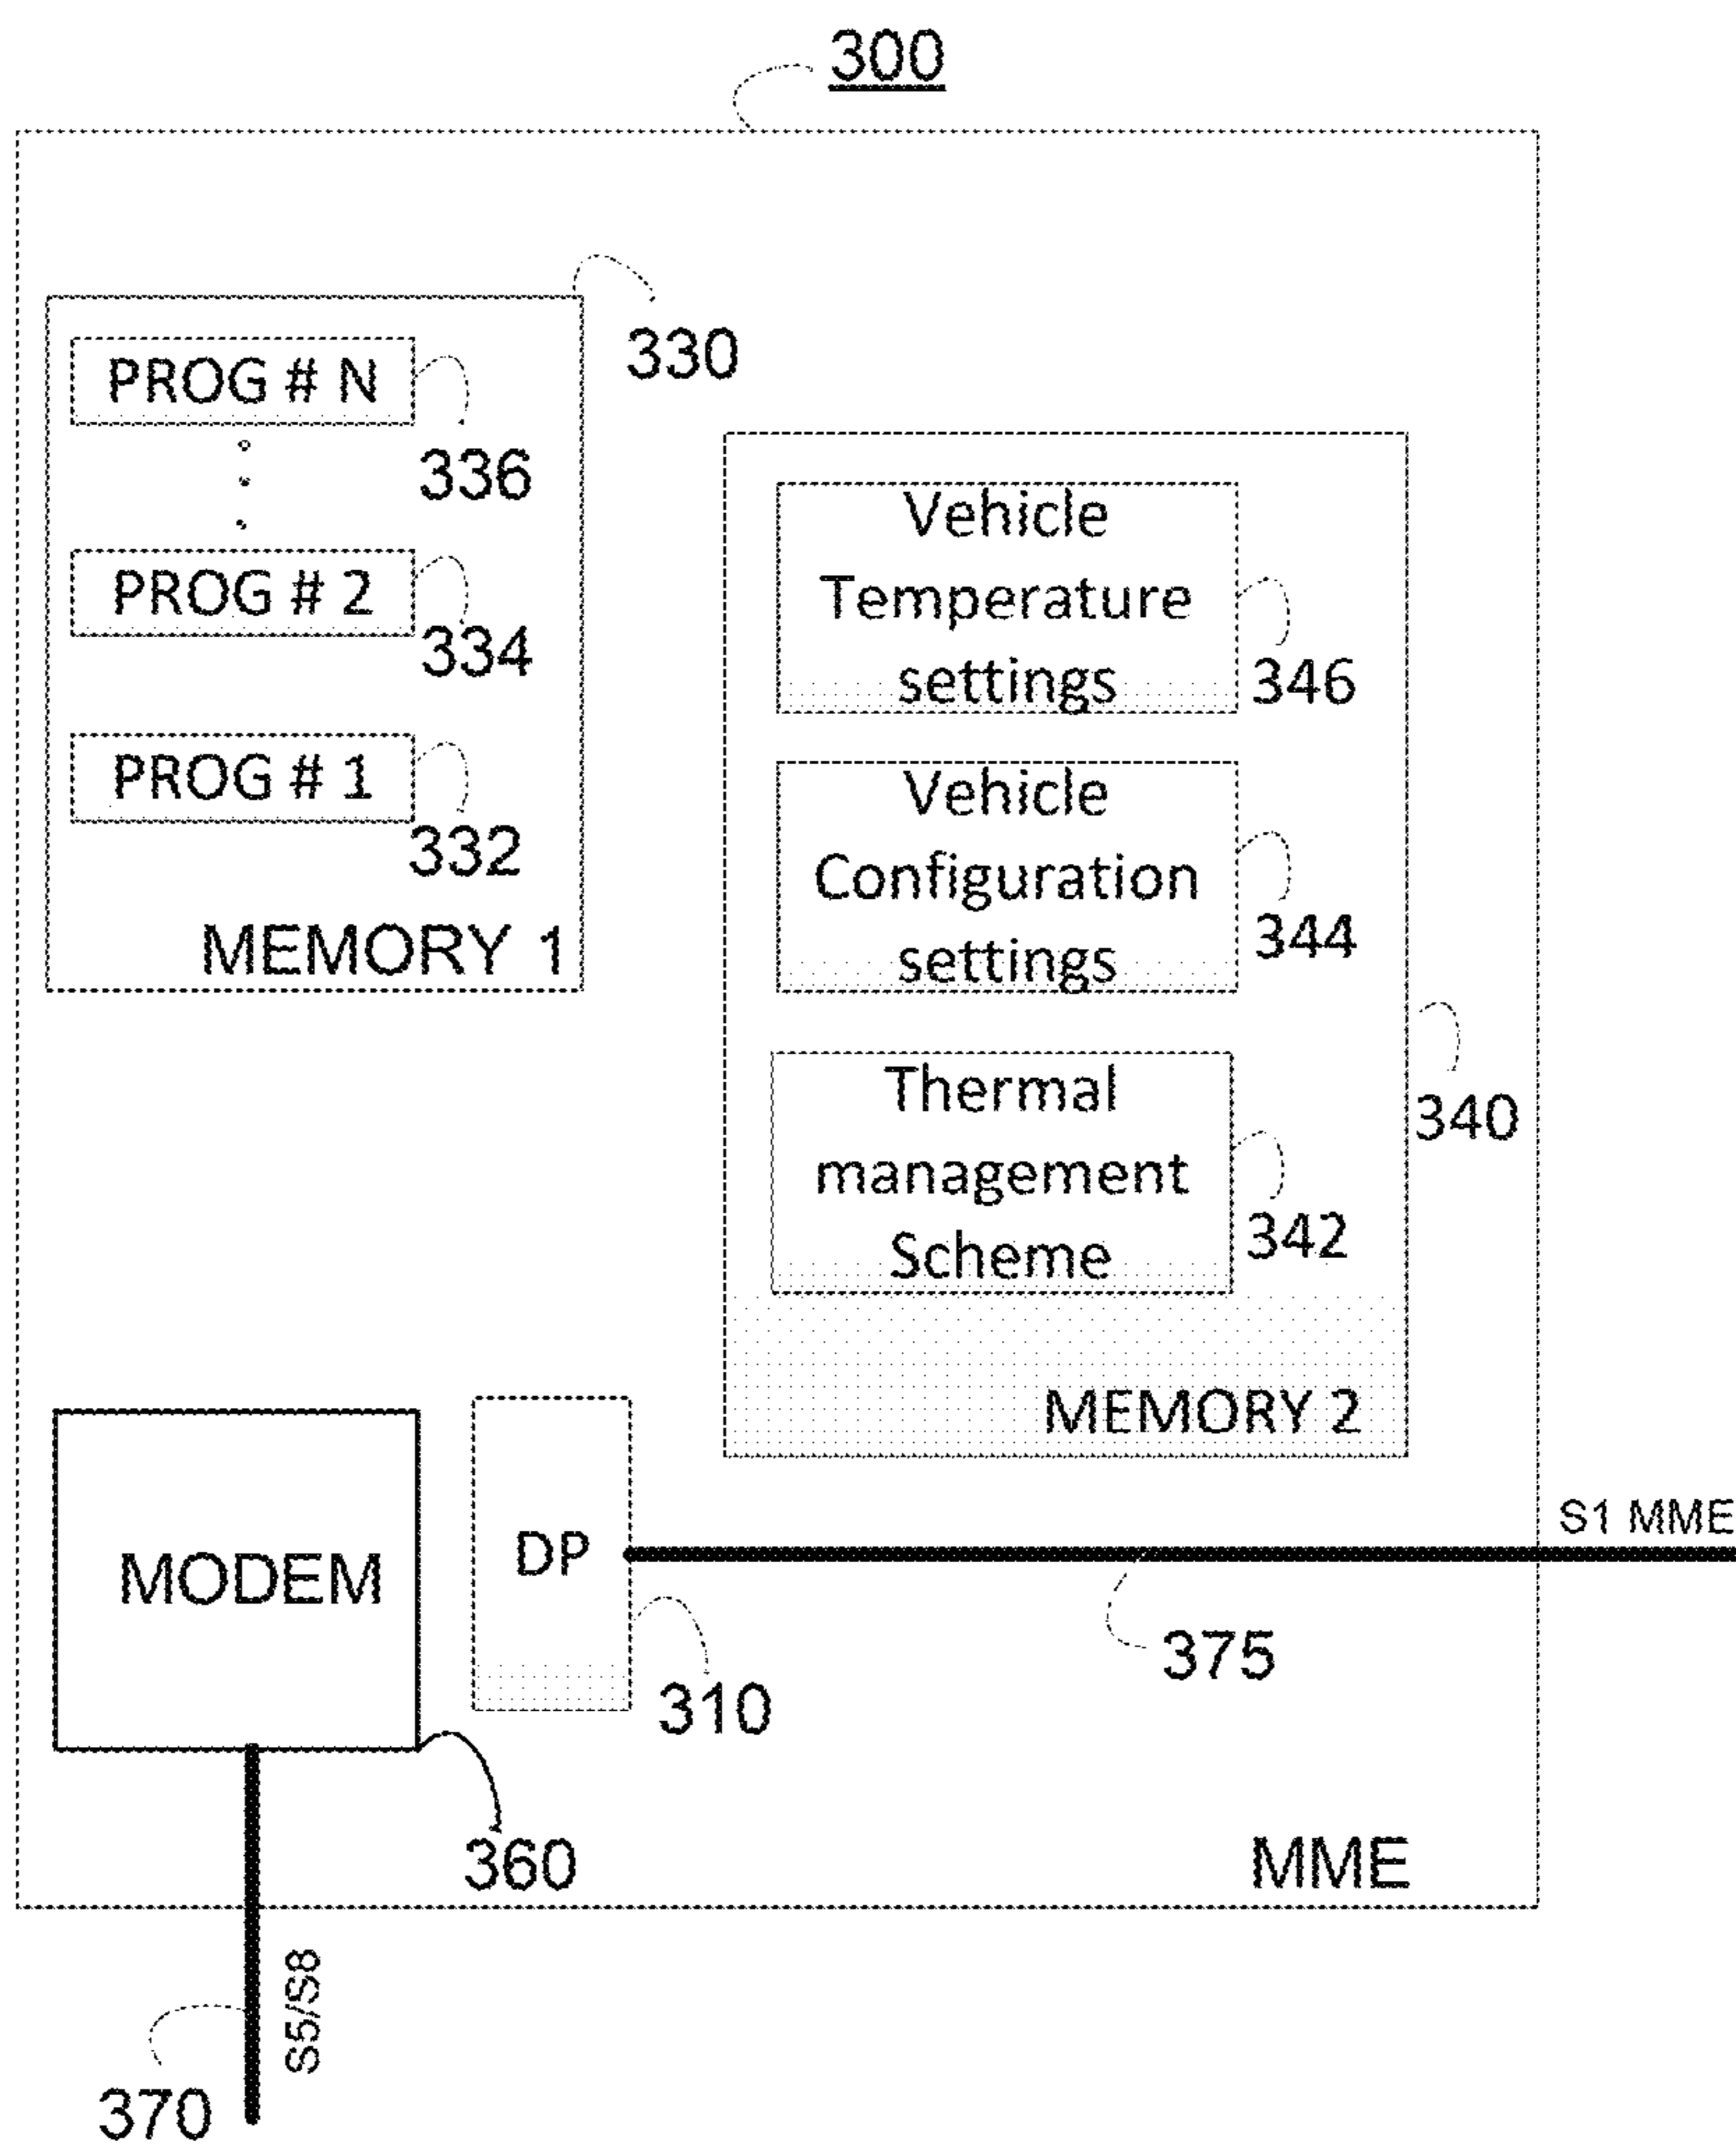 300
330
PROG # N
336
PROG # 2
334
PROG # 1
332
MEMORY 1
Vehicle
Temperature
settings
346
Vehicle
Configuration
settings
344
340
Thermal
management
Scheme
342
MEMORY 2
S1 MME
MODEM
DP
375
310
360
MME
S5/S8
370